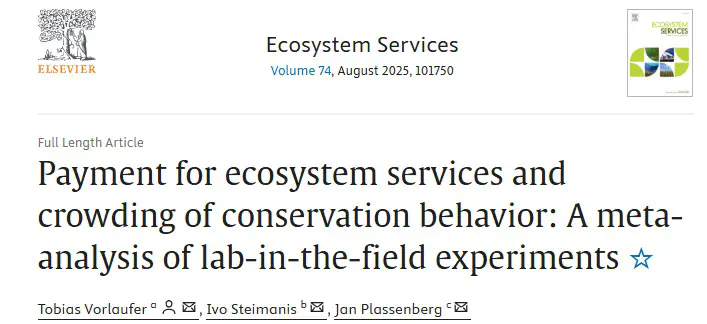 Ecosystem Services
Volume 74, August 2025, 101750
ELSEVIER
ECOSYSTEM
SERVICES
Full Length Article
Payment for ecosystem services and
crowding of conservation behavior: A meta-
analysis of lab-in-the-field experiments
Tobias Vorlaufer a, Ivo Steimanis b, Jan Plassenberg c